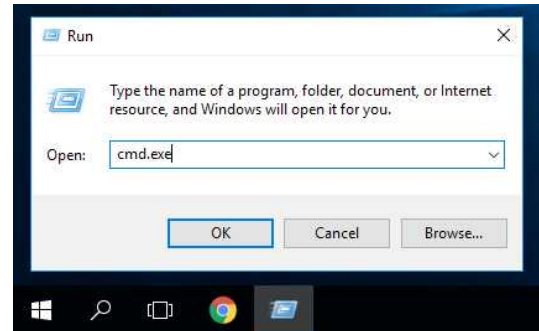 Run
Type the name of a program, folder, document, or Internet
resource, and Windows will open it for you.
Open:
cmd.exe
OK
Cancel
Browse...